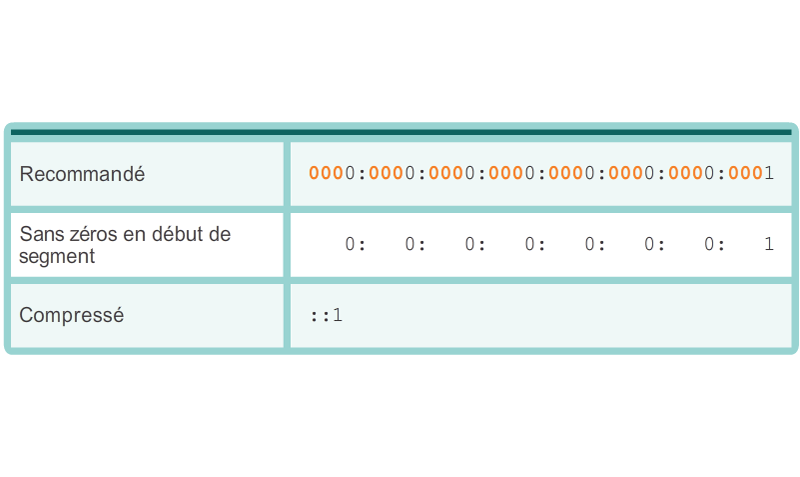 Recommandé 0000:0000:0000:0000:0000:0000:0000:0001
Sans zéros en début de
segment 0: 0: 0: 0: 0: 0: 0: 1
Compressé ::1